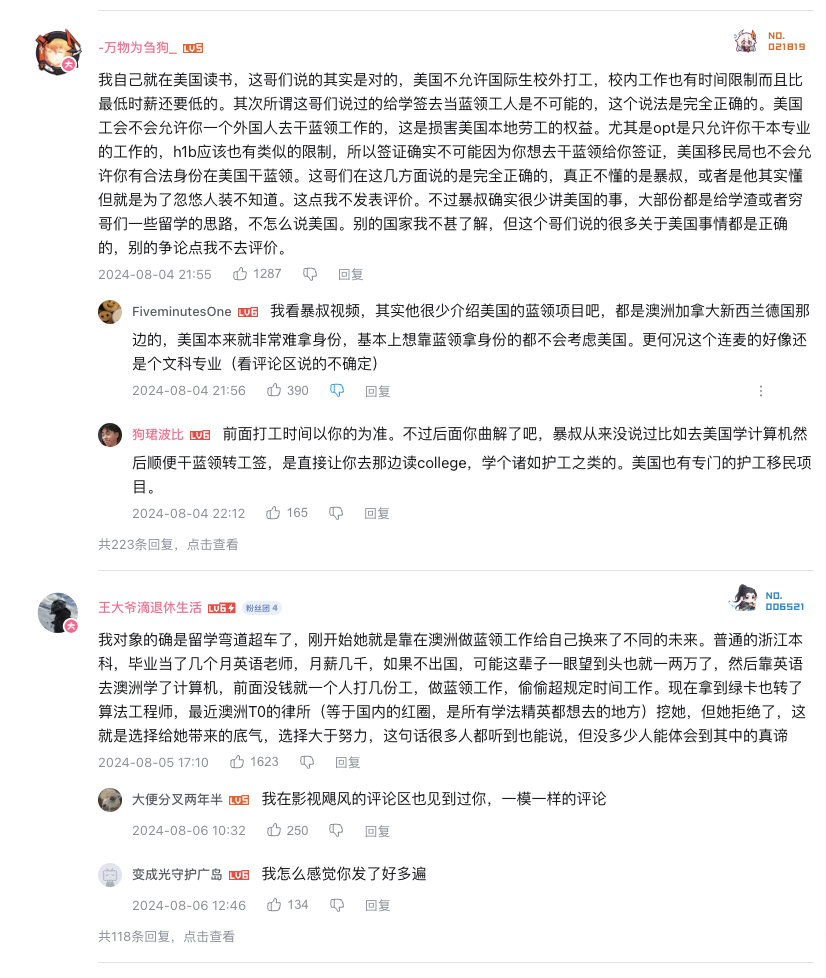 -万物为刍狗_ LV5
NO.
021819
我自己就在美国读书，这哥们说的其实是对的，美国不允许国际生校外打工，校内工作也有时间限制而且比
最低时薪还要低的。其次所谓这哥们说过的给学签去当蓝领工人是不可能的，这个说法是完全正确的。美国
工会不会允许你一个外国人去干蓝领工作的，这是损害美国本地劳工的权益。尤其是opt是只允许你干本专业
的工作的，h1b应该也有类似的限制，所以签证确实不可能因为你想去干蓝领给你签证，美国移民局也不会允
许你有合法身份在美国干蓝领。这哥们在这几方面说的是完全正确的，真正不懂的是暴叔，或者是他其实懂
但就是为了忽悠人装不知道。这点我不发表评价。不过暴叔确实很少讲美国的事，大部份都是给学渣或者穷
哥们一些留学的思路，不怎么说美国。别的国家我不甚了解，但这个哥们说的很多关于美国事情都是正确
的，别的争论点我不去评价。
2024-08-04 21:55 1287 回复
FiveminutesOne LV6 我看暴叔视频，其实他很少介绍美国的蓝领项目吧，都是澳洲加拿大新西兰德国那
边的，美国本来就非常难拿身份，基本上想靠蓝领拿身份的都不会考虑美国。更何况这个连麦的好像还
是个文科专业（看评论区说的不确定）
2024-08-04 21:56 390 回复
狗珺波比 LV6 前面打工时间以你的为准。不过后面你曲解了吧，暴叔从来没说过比如去美国学计算机然
后顺便干蓝领转工签，是直接让你去那边读college，学个诸如护工之类的。美国也有专门的护工移民项
目。
2024-08-04 22:12 165 回复
共223条回复，点击查看
王大爷滴退休生活 LV6 粉丝团 4
NO.
006521
我对象的确是留学弯道超车了，刚开始她就是靠在澳洲做蓝领工作给自己换来了不同的未来。普通的浙江本
科，毕业当了几个月英语老师，月薪几千，如果不出国，可能这辈子一眼望到头也就一两万了，然后靠英语
去澳洲学了计算机，前面没钱就一个人打几份工，做蓝领工作，偷偷超规定时间工作。现在拿到绿卡也转了
算法工程师，最近澳洲T0的律所（等于国内的红圈，是所有学法精英都想去的地方）挖她，但她拒绝了，这
就是选择给她带来的底气，选择大于努力，这句话很多人都听到也能说，但没多少人能体会到其中的真谛
2024-08-05 17:10 1623 回复
大便分叉两年半 LV5 我在影视飓风的评论区也见到过你，一模一样的评论
2024-08-06 10:32 250 回复
变成光守护广岛 LV6 我怎么感觉你发了好多遍
2024-08-06 12:46 134 回复
共118条回复，点击查看